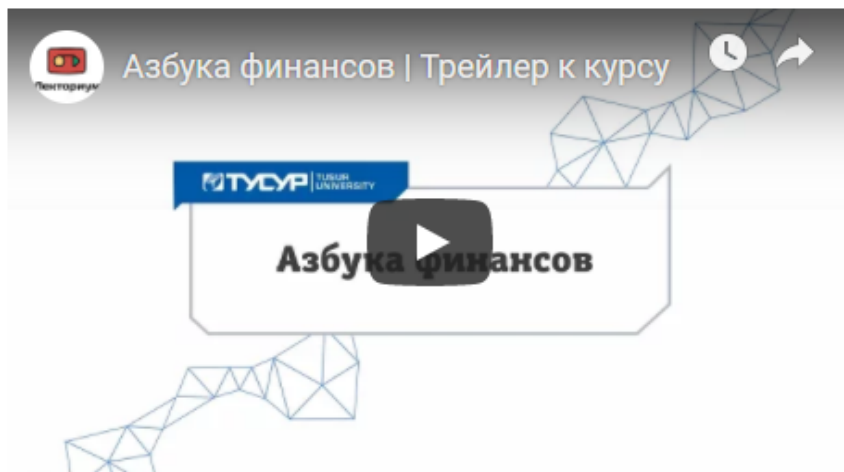 Лекториум
Азбука финансов | Трейлер к курсу
ТУСУР TUSUR
UNIVERSITY
Азбука финансов